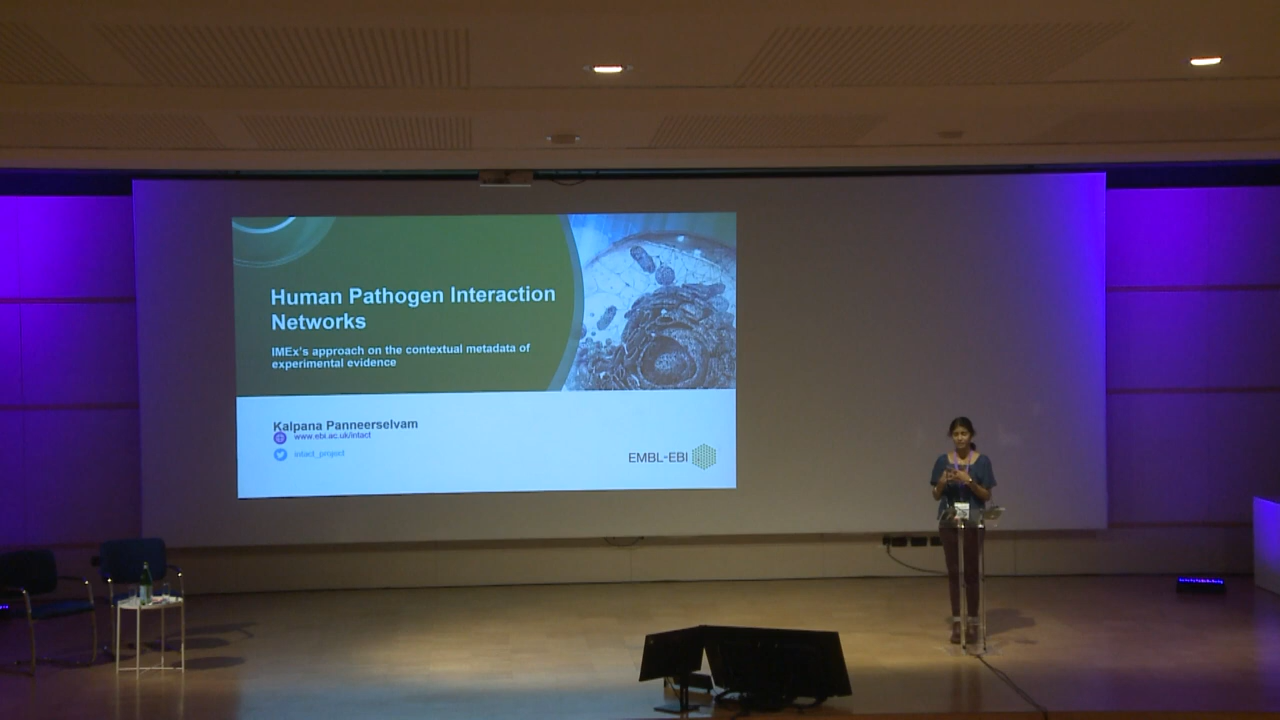 Human Pathogen Interaction
Networks
IMEx's approach on the contextual metadata of
experimental evidence
Kalpana Panneerselvam
www.ebi.ac.uk/intact
intact_project
EMBL-EBI